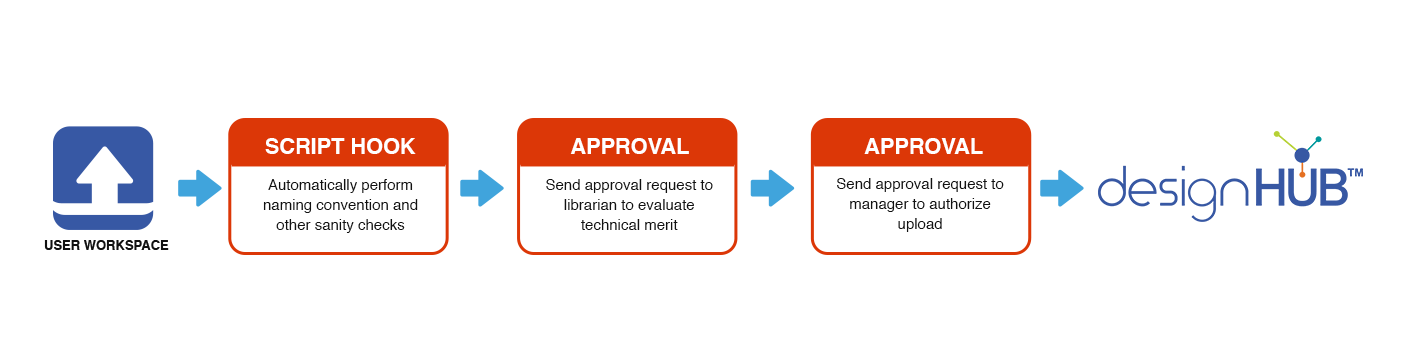 USER WORKSPACE
SCRIPT HOOK
Automatically perform
naming convention and
other sanity checks
APPROVAL
Send approval request to
librarian to evaluate
technical merit
APPROVAL
Send approval request to
manager to authorize
upload
designHUB™